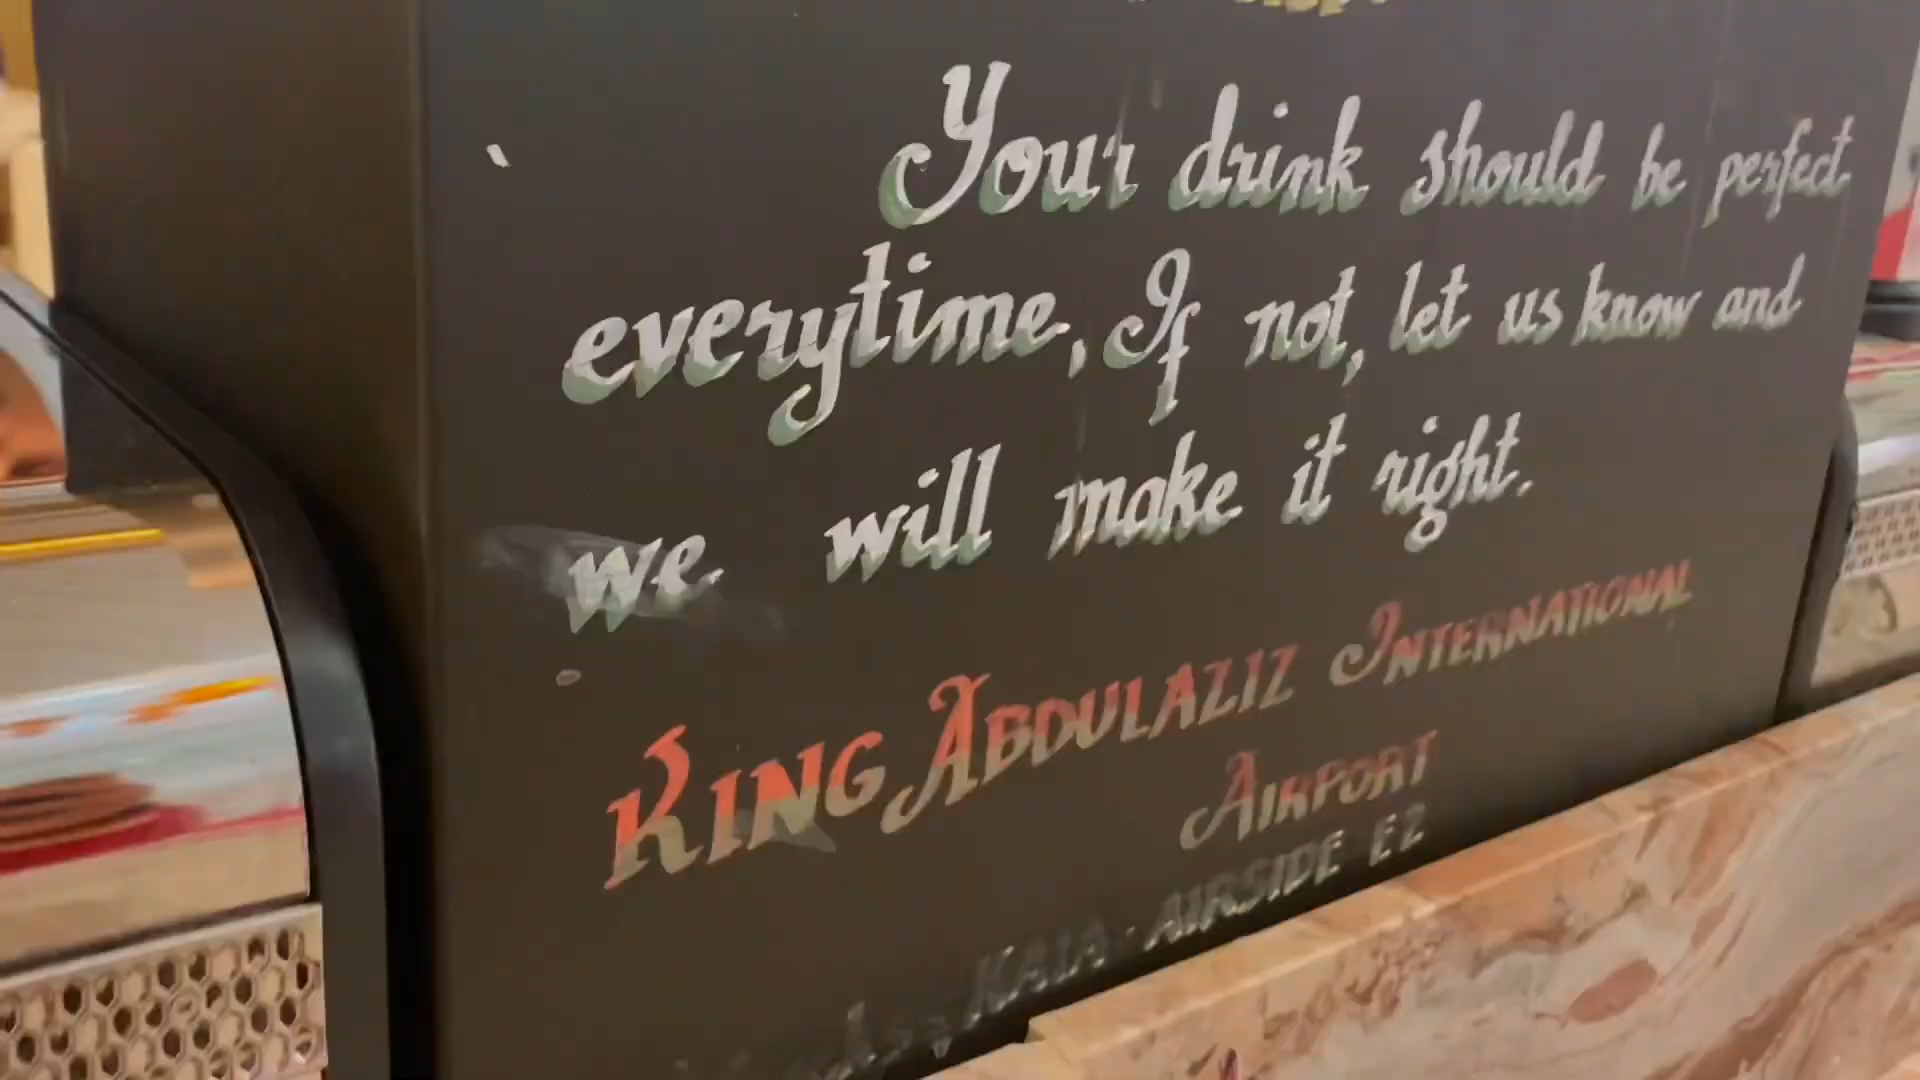 Your drink should be perfect
everytime, If not, let us know and
we will make it right.
KING ABDULAZIZ INTERNATIONAL
AIRPORT
KAIA - AIRSIDE E2